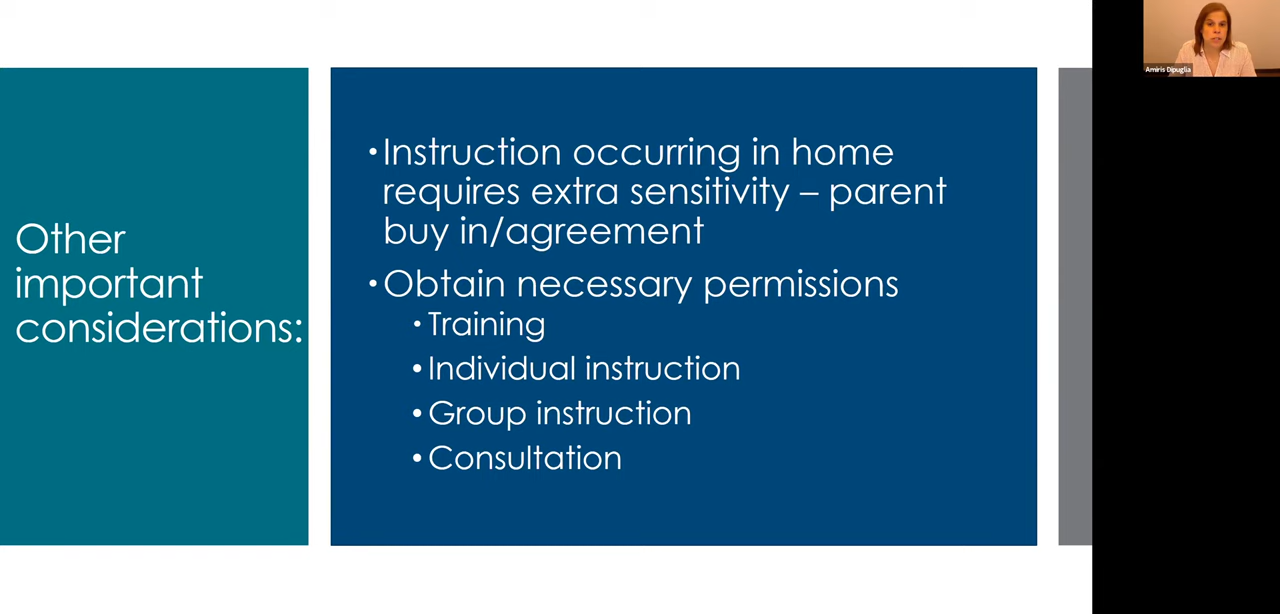 Other
important
considerations:
•Instruction occurring in home
requires extra sensitivity – parent
buy in/agreement
•Obtain necessary permissions
•Training
•Individual instruction
•Group instruction
•Consultation
Amiris Dipuglia